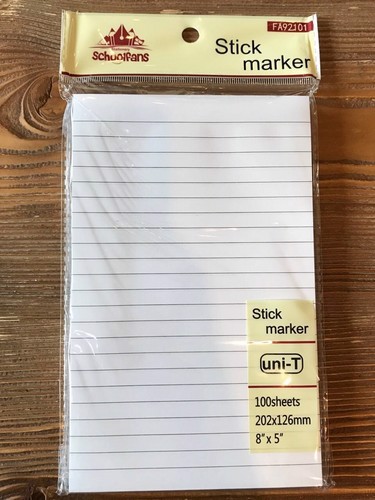 FA92101
schoolfans
Stick
marker
Stick
marker
uni-T
100sheets
202x126mm
8"x 5"